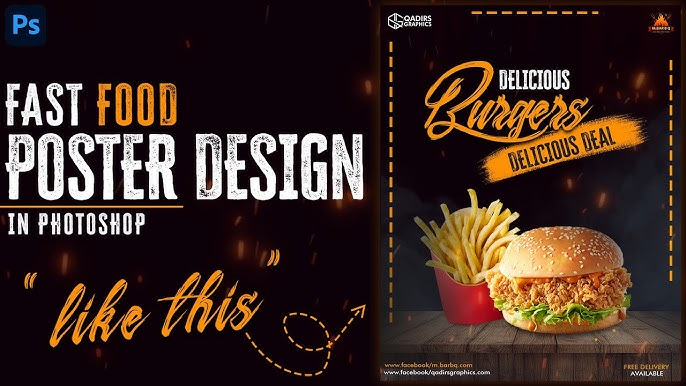 Ps
FAST FOOD
POSTER DESIGN
IN PHOTOSHOP
"like this"
QADIRS
GRAPHICS
DELICIOUS
Burgers
DELICIOUS DEAL
www.facebook/m.barbq
www.facebook/qadirsgraphics.com
FREE DELIVERY
AVAILABLE